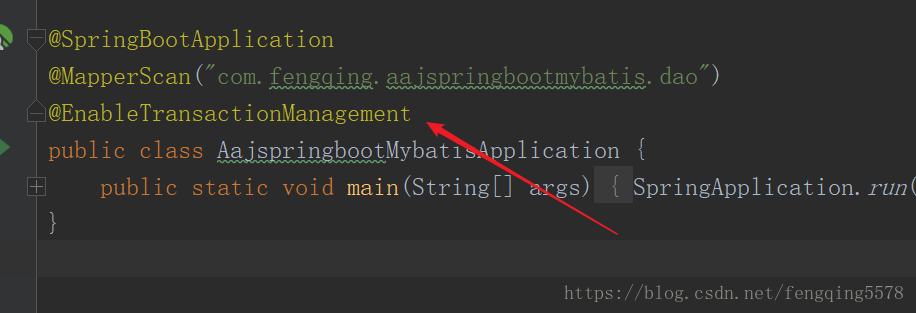 @SpringBootApplication
@MapperScan("com.fengqing.aajspringbootmybatis.dao")
@EnableTransactionManagement
public class AajspringbootMybatisApplication {
public static void main(String[] args) { SpringApplication.run(
}
https://blog.csdn.net/fengqing5578